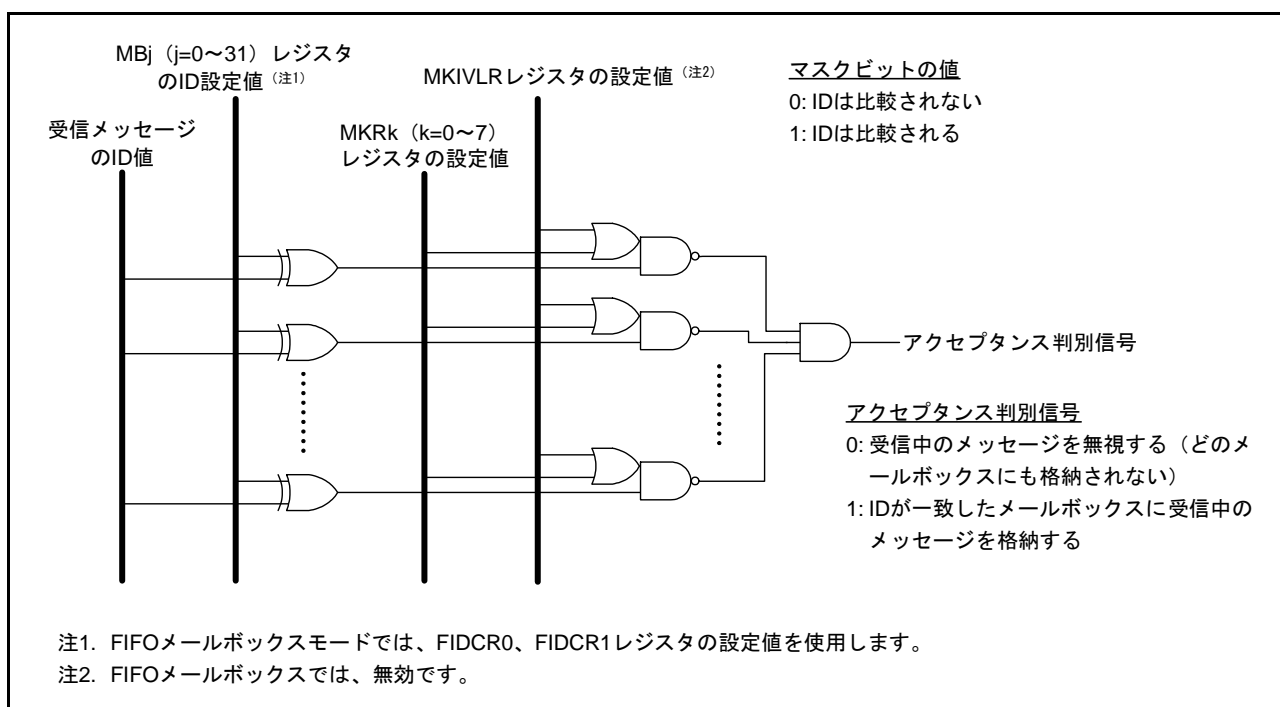 MBj（j=0～31）レジスタ
のID設定値（注1）
受信メッセージ
のID値
MKRk（k=0～7）
レジスタの設定値
MKIVLRレジスタの設定値（注2）
マスクビットの値
0: IDは比較されない
1: IDは比較される
アクセプタンス判別信号
アクセプタンス判別信号
0: 受信中のメッセージを無視する（どのメ
ールボックスにも格納されない）
1: IDが一致したメールボックスに受信中の
メッセージを格納する
注1. FIFOメールボックスモードでは、FIDCR0、FIDCR1レジスタの設定値を使用します。
注2. FIFOメールボックスでは、無効です。